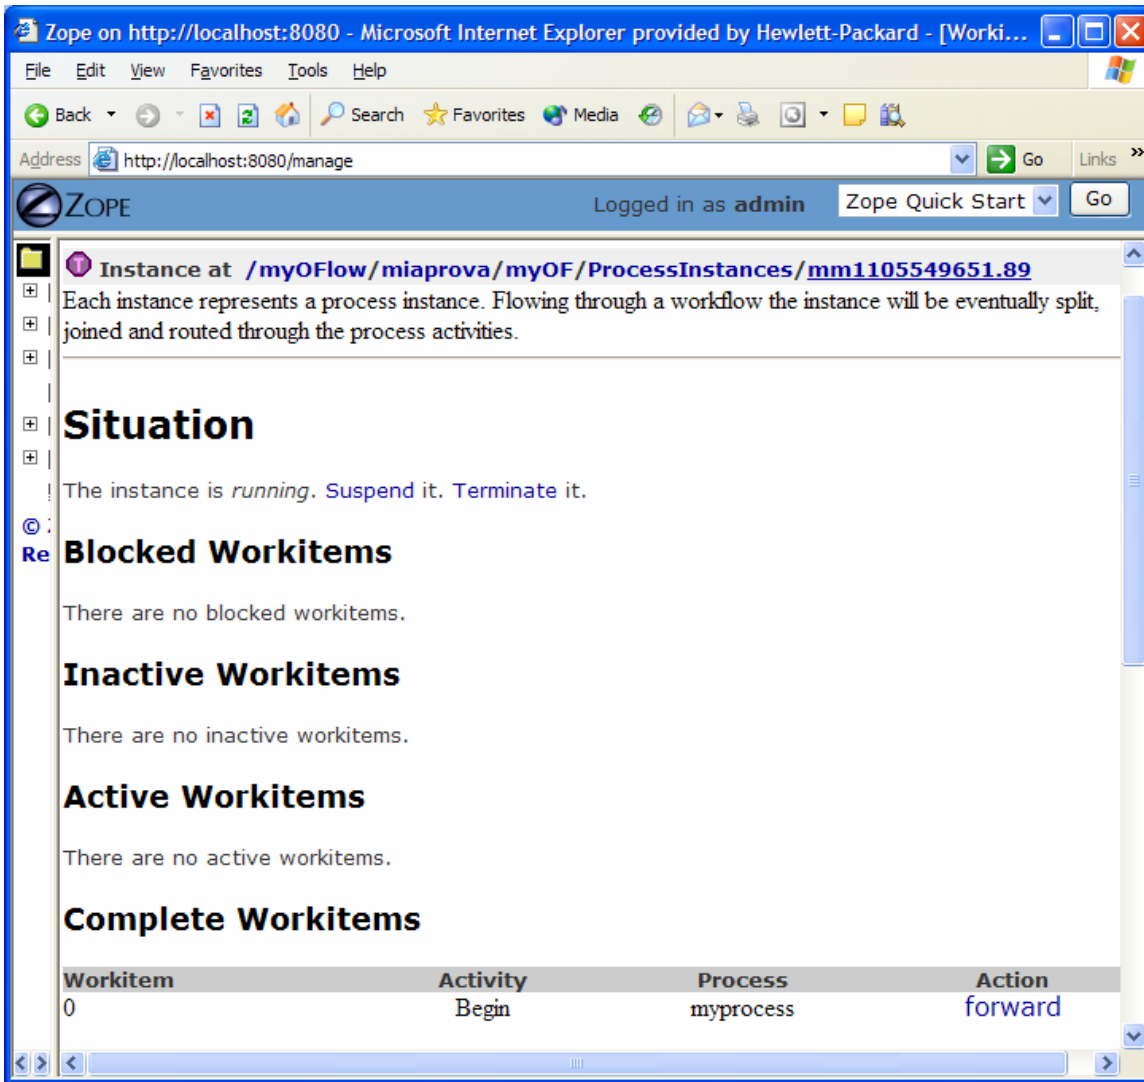 Zope on http://localhost:8080 - Microsoft Internet Explorer provided by Hewlett-Packard - [Worki...
File Edit View Favorites Tools Help
Back Search Favorites Media
Address http://localhost:8080/manage Go Links »
ZOPE Logged in as admin Zope Quick Start Go
Instance at /myOFlow/miaprova/myOF/ProcessInstances/mm1105549651.89
Each instance represents a process instance. Flowing through a workflow the instance will be eventually split,
joined and routed through the process activities.
Situation
The instance is running. Suspend it. Terminate it.
©
Re
Blocked Workitems
There are no blocked workitems.
Inactive Workitems
There are no inactive workitems.
Active Workitems
There are no active workitems.
Complete Workitems
Workitem Activity Process Action
0 Begin myprocess forward